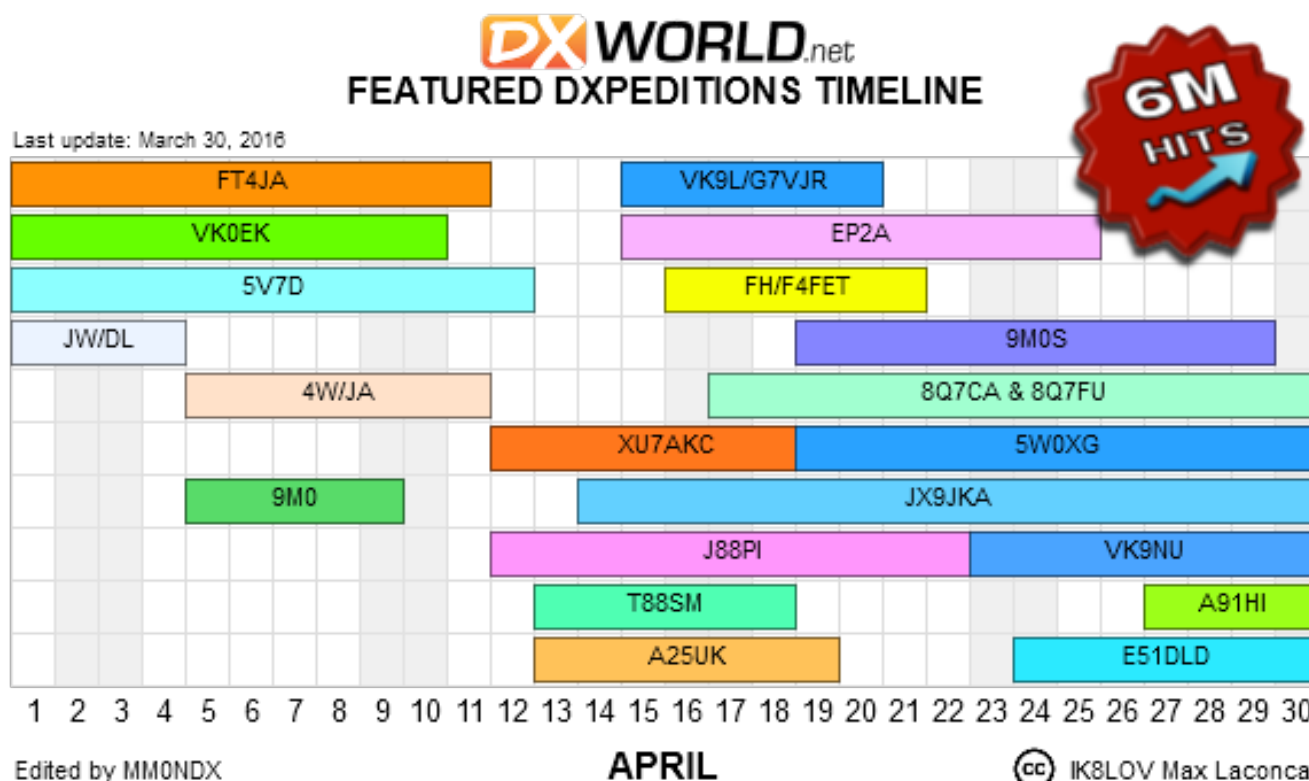 DX WORLD.net
FEATURED DXPEDITIONS TIMELINE
6M
HITS
Last update: March 30, 2016
FT4JA VK9L/G7VJR
VK0EK EP2A
5V7D FH/F4FET
JW/DL 9M0S
4W/JA 8Q7CA & 8Q7FU
XU7AKC 5W0XG
9M0 JX9JKA
J88PI VK9NU
T88SM A91HI
A25UK E51DLD
1 2 3 4 5 6 7 8 9 10 11 12 13 14 15 16 17 18 19 20 21 22 23 24 25 26 27 28 29 30
Edited by MM0NDX APRIL cc IK8LOV Max Laconca